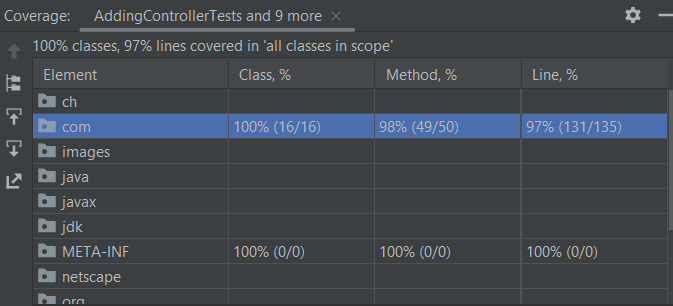 Coverage: AddingControllerTests and 9 more
100% classes, 97% lines covered in 'all classes in scope'
Element Class, % Method, % Line, %
ch
com 100% (16/16) 98% (49/50) 97% (131/135)
images
java
javax
jdk
META-INF 100% (0/0) 100% (0/0) 100% (0/0)
netscape
org